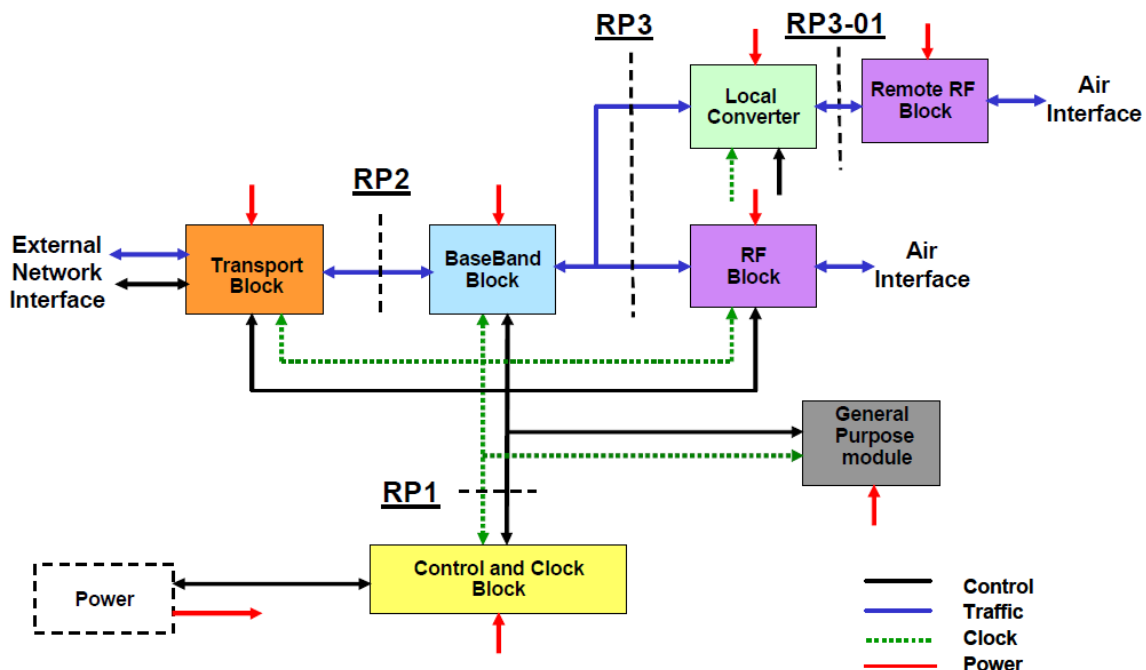 RP3
RP3-01
Local
Converter
Remote RF
Block
Air
Interface
RP2
External
Network
Interface
Transport
Block
BaseBand
Block
RF
Block
Air
Interface
General
Purpose
module
RP1
Control and Clock
Block
Power
Control
Traffic
Clock
Power